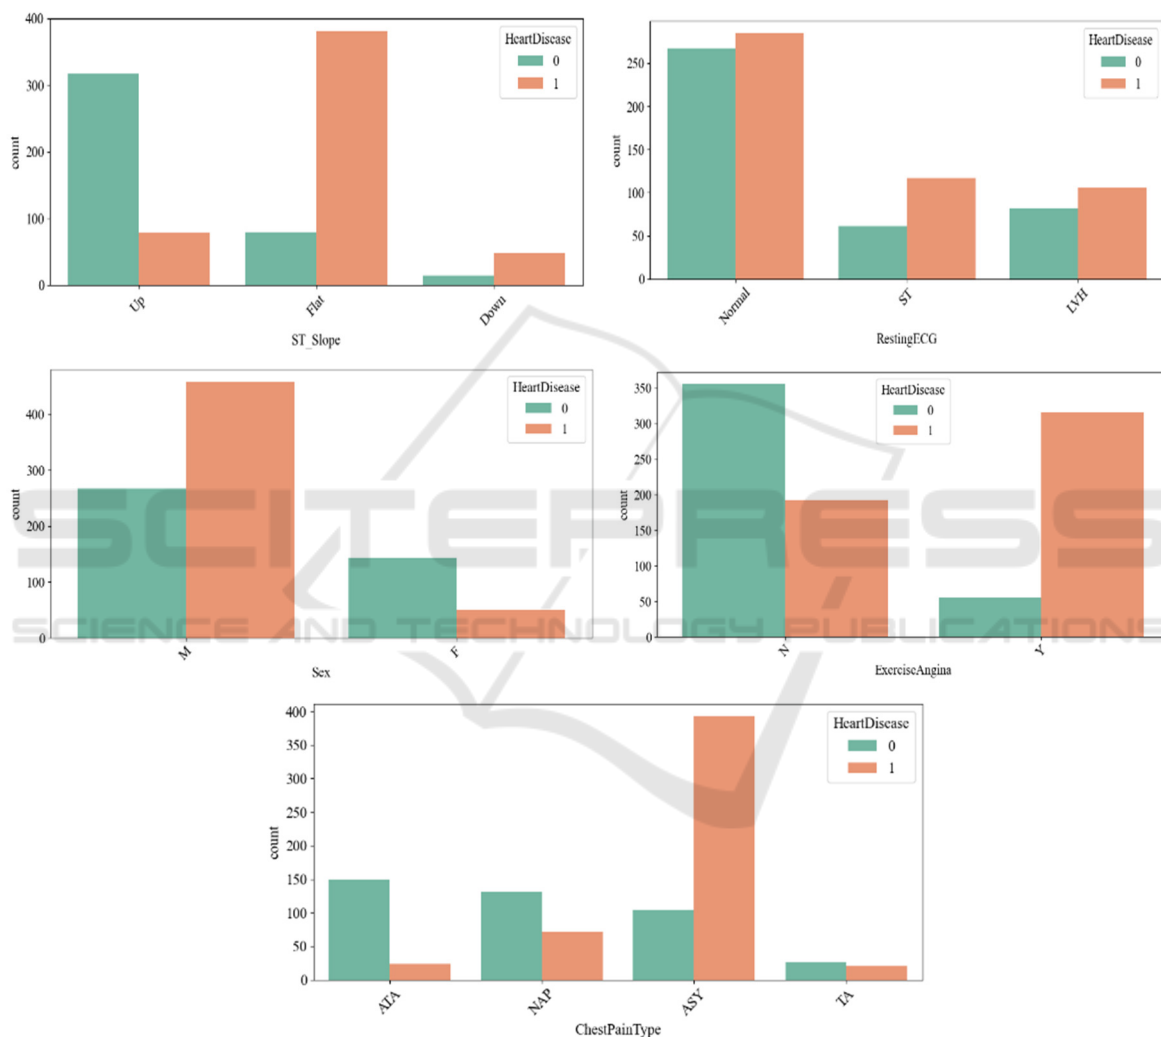 400
300
200
100
0
count
HeartDisease
0
1
Up
Flat
Down
ST_Slope
250
200
150
100
50
0
count
HeartDisease
0
1
Normal
ST
LVH
RestingECG
400
300
200
100
0
count
HeartDisease
0
1
M
F
Sex
350
300
250
200
150
100
50
0
count
HeartDisease
0
1
N
Y
ExerciseAngina
SCITEPRESS
SCIENCE AND TECHNOLOGY PUBLICATIONS
400
350
300
250
200
150
100
50
0
count
HeartDisease
0
1
ATA
NAP
ASY
TA
ChestPainType